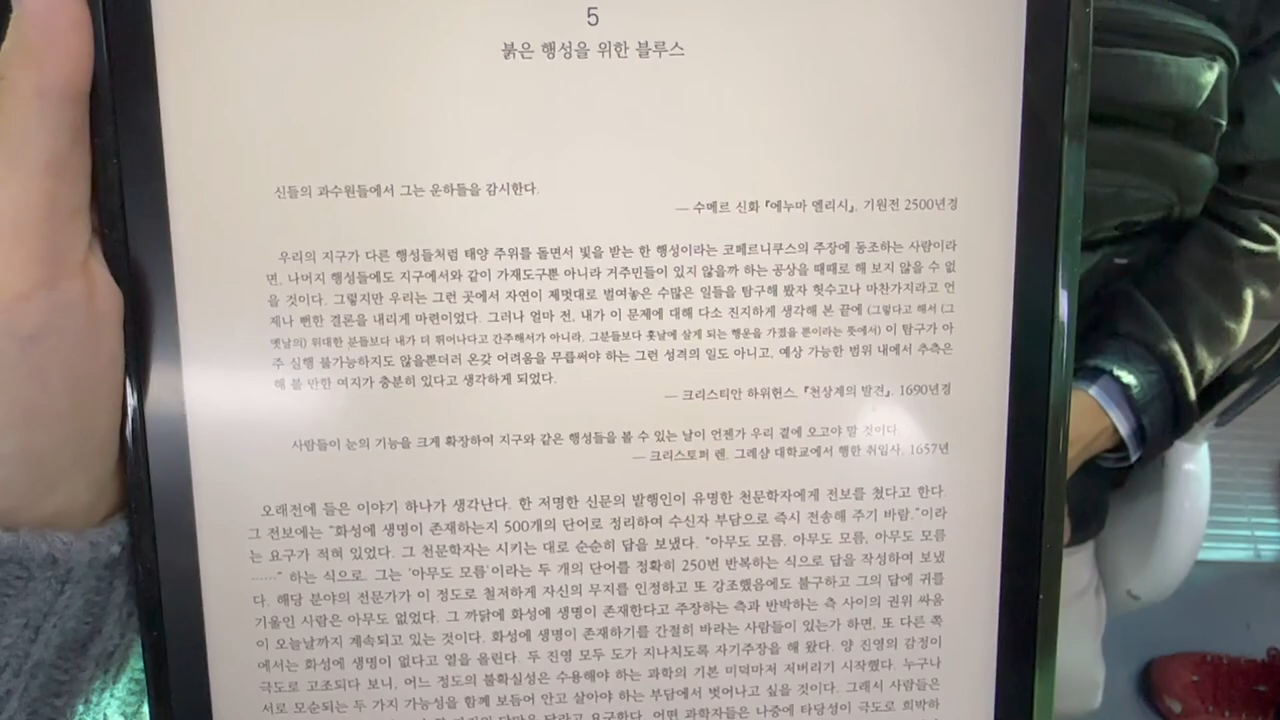 5
붉은 행성을 위한 블루스
신들의 과수원들에서 그는 운하들을 감시한다.
― 수메르 신화 『에누마 엘리시』, 기원전 2500년경
우리의 지구가 다른 행성들처럼 태양 주위를 돌면서 빛을 받는 한 행성이라는 코페르니쿠스의 주장에 동조하는 사람이라
면, 나머지 행성들에도 지구에서와 같이 가재도구뿐 아니라 거주민들이 있지 않을까 하는 공상을 때때로 해 보지 않을 수 없
을 것이다. 그렇지만 우리는 그런 곳에서 자연이 제멋대로 벌여놓은 수많은 일들을 탐구해 봤자 헛수고나 마찬가지라고 언
제나 뻔한 결론을 내리게 마련이었다. 그러나 얼마 전, 내가 이 문제에 대해 다소 진지하게 생각해 본 끝에 (그렇다고 해서 (그
옛날의) 위대한 분들보다 내가 더 뛰어나다고 간주해서가 아니라, 그분들보다 훗날에 살게 되는 행운을 가졌을 뿐이라는 뜻에서) 이 탐구가 아
주 실행 불가능하지도 않을뿐더러 온갖 어려움을 무릅써야 하는 그런 성격의 일도 아니고, 예상 가능한 범위 내에서 추측은
해 볼 만한 여지가 충분히 있다고 생각하게 되었다.
― 크리스티안 하위헌스, 『천상계의 발견』, 1690년경
사람들이 눈의 기능을 크게 확장하여 지구와 같은 행성들을 볼 수 있는 날이 언젠가 우리 곁에 오고야 말 것이다.
― 크리스토퍼 렌, 그레샴 대학교에서 행한 취임사, 1657년
오래전에 들은 이야기 하나가 생각난다. 한 저명한 신문의 발행인이 유명한 천문학자에게 전보를 쳤다고 한다.
그 전보에는 "화성에 생명이 존재하는지 500개의 단어로 정리하여 수신자 부담으로 즉시 전송해 주기 바람."이라
는 요구가 적혀 있었다. 그 천문학자는 시키는 대로 순순히 답을 보냈다. "아무도 모름, 아무도 모름, 아무도 모름
……" 하는 식으로. 그는 '아무도 모름'이라는 두 개의 단어를 정확히 250번 반복하는 식으로 답을 작성하여 보냈
다. 해당 분야의 전문가가 이 정도로 철저하게 자신의 무지를 인정하고 또 강조했음에도 불구하고 그의 답에 귀를
기울인 사람은 아무도 없었다. 그 까닭에 화성에 생명이 존재한다고 주장하는 측과 반박하는 측 사이의 권위 싸움
이 오늘날까지 계속되고 있는 것이다. 화성에 생명이 존재하기를 간절히 바라는 사람들이 있는가 하면, 또 다른 쪽
에서는 화성에 생명이 없다고 열을 올린다. 두 진영 모두 도가 지나치도록 자기주장을 해 왔다. 양 진영의 감정이
극도로 고조되다 보니, 어느 정도의 불확실성은 수용해야 하는 과학의 기본 미덕마저 저버리기 시작했다. 누구나
서로 모순되는 두 가지 가능성을 함께 보듬어 안고 살아야 하는 부담에서 벗어나고 싶을 것이다. 그래서 사람들은
달라고 요구한다. 어떤 과학자들은 나중에 타당성이 극도로 희박하